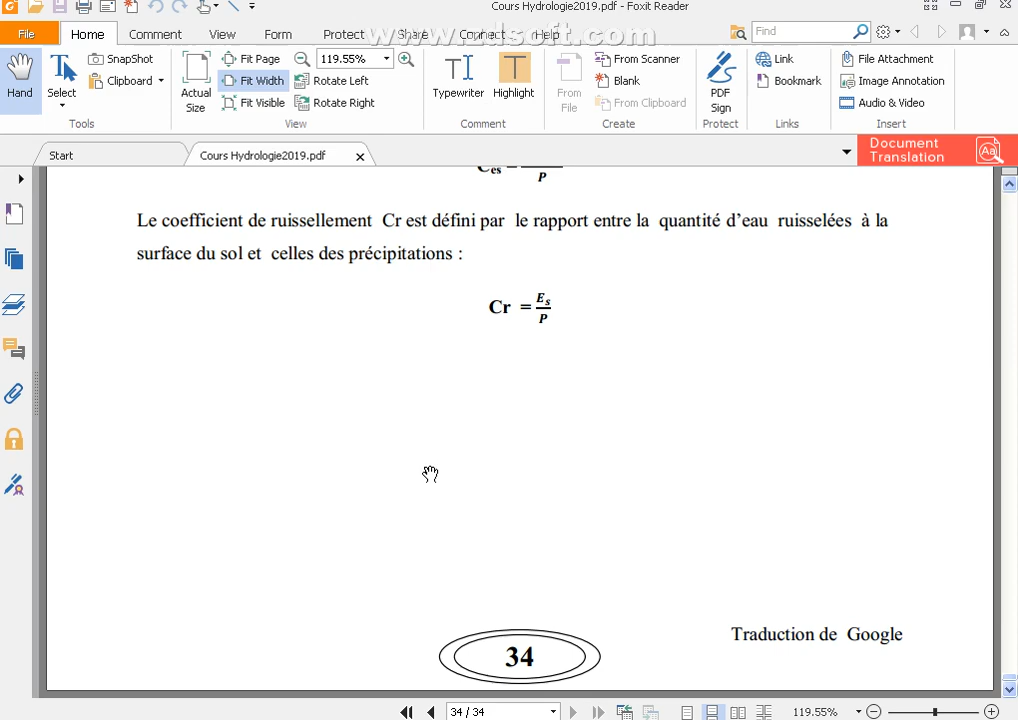 Cours Hydrologie2019.pdf - Foxit Reader
File Home Comment View Form Protect Share Connect Help Find
www.zdsoft.com
Hand
Select
SnapShot
Clipboard
Tools
Actual Size
Fit Page
Fit Width
Fit Visible
119.55%
Rotate Left
Rotate Right
View
Typewriter
Highlight
Comment
From File
From Scanner
Blank
From Clipboard
Create
PDF Sign
Protect
Link
Bookmark
Links
File Attachment
Image Annotation
Audio & Video
Insert
Start
Cours Hydrologie2019.pdf
Document Translation
Ces =
P
Le coefficient de ruissellement Cr est défini par le rapport entre la quantité d’eau ruisselées à la
surface du sol et celles des précipitations :
Cr = Es
P
Traduction de Google
34
34 / 34
119.55%